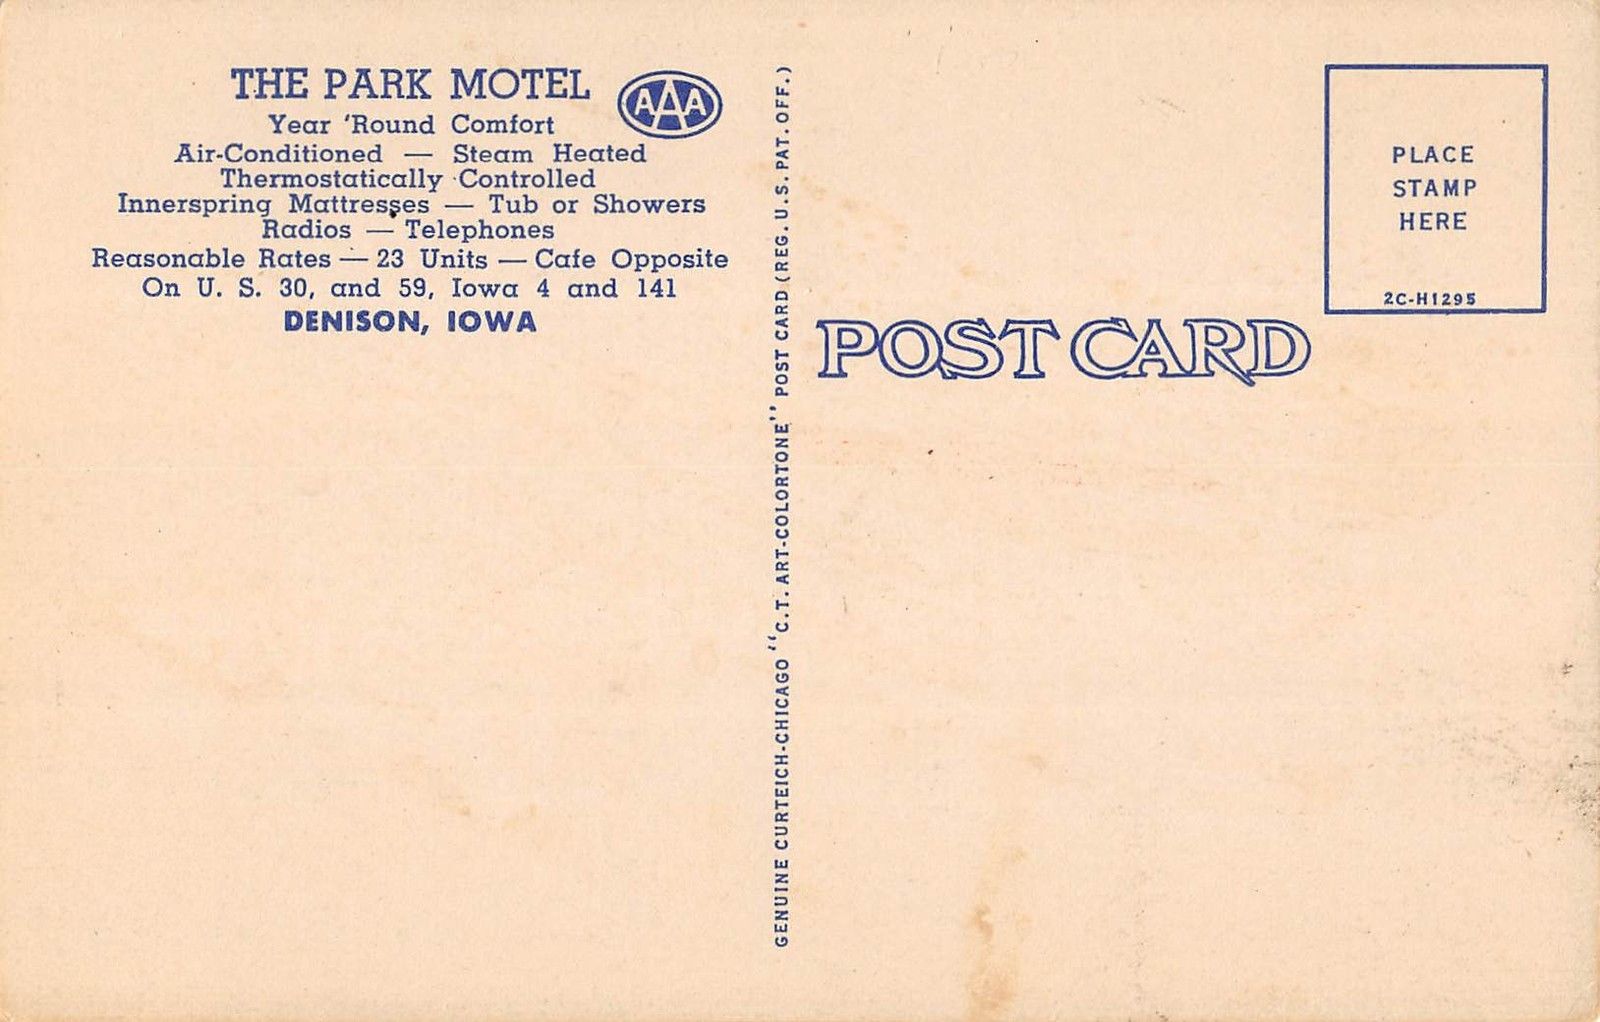 THE PARK MOTEL
AAA
Year 'Round Comfort
Air-Conditioned — Steam Heated
Thermostatically Controlled
Innerspring Mattresses — Tub or Showers
Radios — Telephones
Reasonable Rates — 23 Units — Cafe Opposite
On U. S. 30, and 59, Iowa 4 and 141
DENISON, IOWA
GENUINE CURTEICH-CHICAGO "C.T. ART-COLORTONE" POST CARD (REG. U.S. PAT. OFF.)
PLACE
STAMP
HERE
2C-H1295
POST CARD